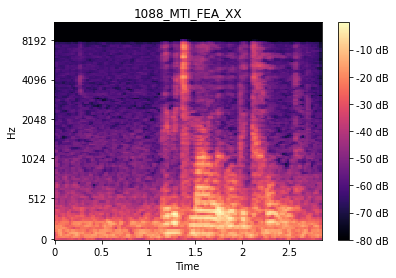 1088_MTI_FEA_XX
8192
4096
2048
1024
512
0
Hz
0
0.5
1
1.5
2
2.5
Time
-10 dB
-20 dB
-30 dB
-40 dB
-50 dB
-60 dB
-70 dB
-80 dB